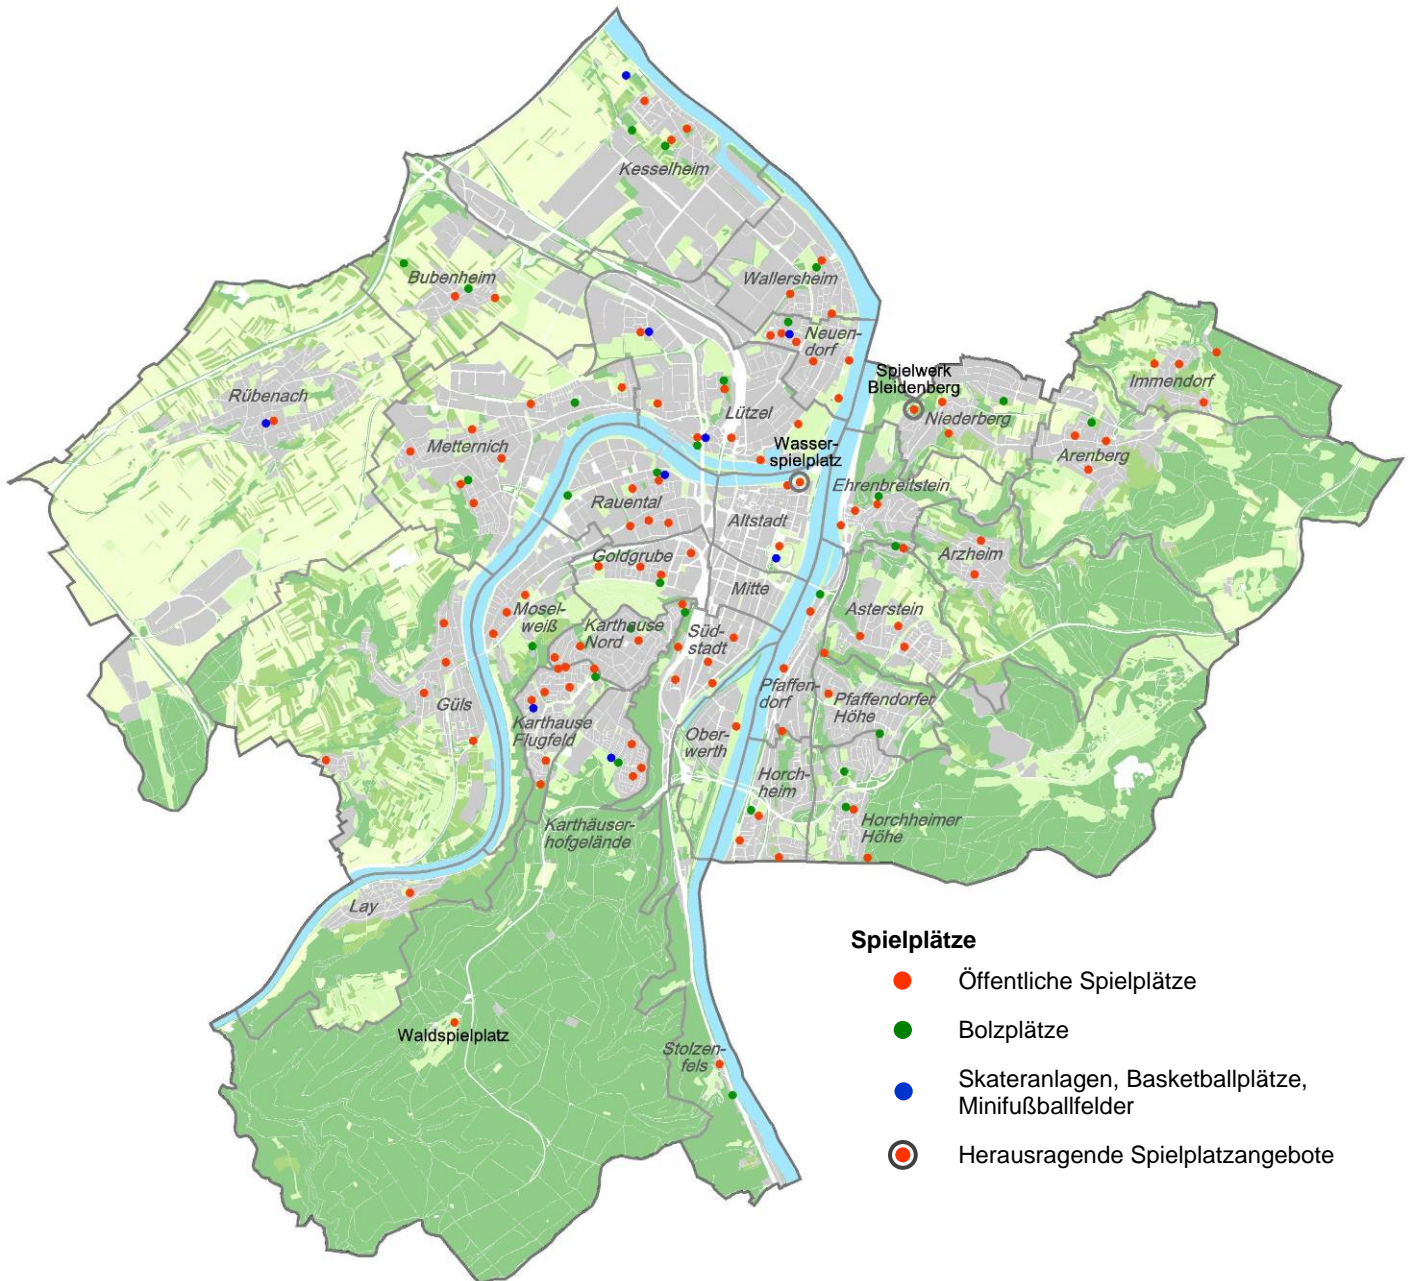 Kesselheim
Bubenheim
Wallersheim
Neuen-
dorf
Rübenach
Spielwerk
Bleidenberg
Immendorf
Lützel
Niederberg
Metternich
Wasser-
spielplatz
Arenberg
Ehrenbreitstein
Rauental
Altstadt
Goldgrube
Arzheim
Mitte
Mosel-
weiß
Karthause
Nord
Süd-
stadt
Asterstein
Güls
Karthause
Flugfeld
Pfaffen-
dorf
Pfaffendorfer
Höhe
Ober-
werth
Horch-
heim
Karthäuser-
hofgelände
Horchheimer
Höhe
Lay
Waldspielplatz
Stolzen-
fels
Spielplätze
Öffentliche Spielplätze
Bolzplätze
Skateranlagen, Basketballplätze,
Minifußballfelder
Herausragende Spielplatzangebote